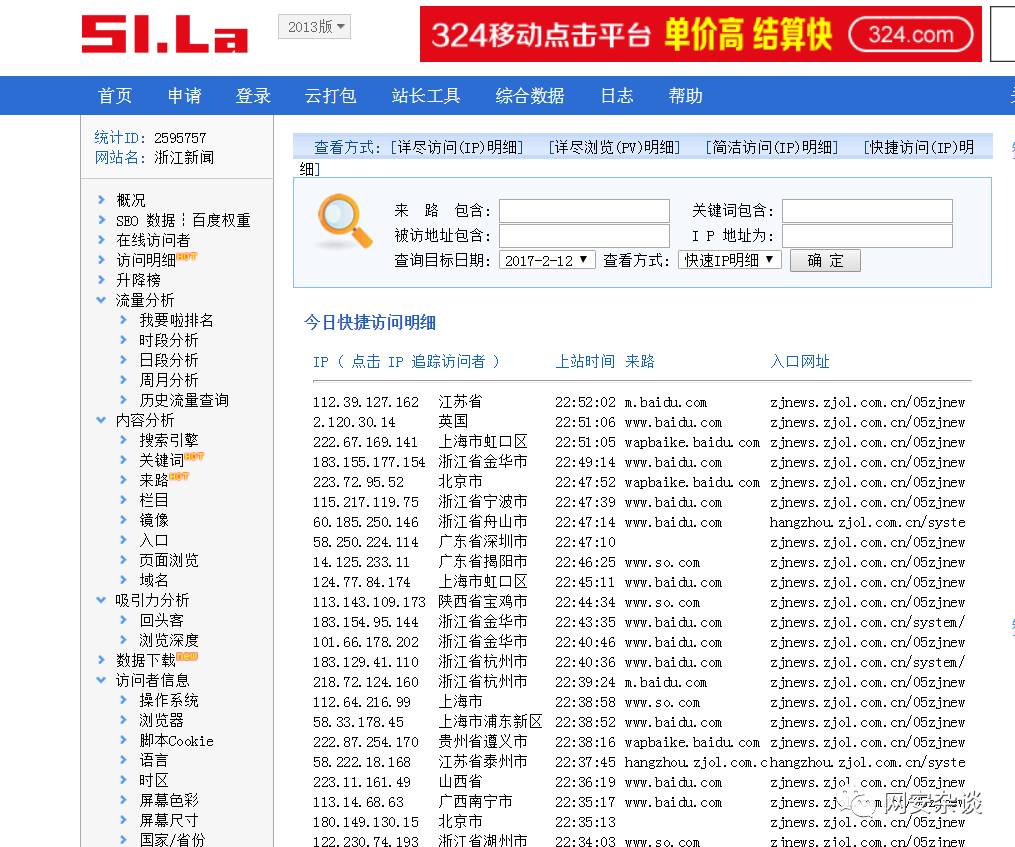 51.La
2013版
324移动点击平台 单价高 结算快 324.com
首页 申请 登录 云打包 站长工具 综合数据 日志 帮助
统计ID: 2595757
网站名: 浙江新闻
概况
SEO 数据┆百度权重
在线访问者
访问明细HOT
升降榜
流量分析
我要啦排名
时段分析
日段分析
周月分析
历史流量查询
内容分析
搜索引擎
关键词HOT
来路HOT
栏目
镜像
入口
页面浏览
域名
吸引力分析
回头客
浏览深度
数据下载NEW
访问者信息
操作系统
浏览器
脚本Cookie
语言
时区
屏幕色彩
屏幕尺寸
国家/省份
查看方式: [详尽访问(IP)明细] [详尽浏览(PV)明细] [简洁访问(IP)明细] [快捷访问(IP)明
细]
来 路 包含: 关键词包含:
被访地址包含: I P 地址为:
查询目标日期: 2017-2-12 查看方式: 快速IP明细 确 定
今日快捷访问明细
IP ( 点击 IP 追踪访问者 ) 上站时间 来路 入口网址
112.39.127.162 江苏省 22:52:02 m.baidu.com zjnews.zjol.com.cn/05zjnew
2.120.30.14 英国 22:51:06 www.baidu.com zjnews.zjol.com.cn/05zjnew
222.67.169.141 上海市虹口区 22:51:05 wapbaike.baidu.com zjnews.zjol.com.cn/05zjnew
183.155.177.154 浙江省金华市 22:49:14 www.baidu.com zjnews.zjol.com.cn/05zjnew
223.72.95.52 北京市 22:47:52 wapbaike.baidu.com zjnews.zjol.com.cn/05zjnew
115.217.119.75 浙江省宁波市 22:47:39 www.baidu.com zjnews.zjol.com.cn/05zjnew
60.185.250.146 浙江省舟山市 22:47:14 www.baidu.com hangzhou.zjol.com.cn/syste
58.250.224.114 广东省深圳市 22:47:10 zjnews.zjol.com.cn/05zjnew
14.125.233.11 广东省揭阳市 22:46:25 www.so.com zjnews.zjol.com.cn/05zjnew
124.77.84.174 上海市虹口区 22:45:11 www.baidu.com zjnews.zjol.com.cn/05zjnew
113.143.109.173 陕西省宝鸡市 22:44:34 www.so.com zjnews.zjol.com.cn/05zjnew
183.154.95.144 浙江省金华市 22:43:35 www.baidu.com zjnews.zjol.com.cn/system/
101.66.178.202 浙江省金华市 22:40:46 www.baidu.com zjnews.zjol.com.cn/05zjnew
183.129.41.110 浙江省杭州市 22:40:36 www.baidu.com zjnews.zjol.com.cn/system/
218.72.124.160 浙江省杭州市 22:39:24 m.baidu.com zjnews.zjol.com.cn/05zjnew
112.64.216.99 上海市 22:38:58 www.so.com zjnews.zjol.com.cn/05zjnew
58.33.178.45 上海市浦东新区 22:38:52 www.baidu.com zjnews.zjol.com.cn/05zjnew
222.87.254.170 贵州省遵义市 22:38:16 wapbaike.baidu.com zjnews.zjol.com.cn/05zjnew
58.222.18.168 江苏省泰州市 22:37:45 hangzhou.zjol.com.c hangzhou.zjol.com.cn/syste
223.11.161.49 山西省 22:36:19 www.baidu.com zjnews.zjol.com.cn/05zjnew
113.14.68.63 广西南宁市 22:35:17 www.baidu.com zjnews.zjol.com.cn/05zjnew
180.149.130.15 北京市 22:35:13 zjnews.zjol.com.cn/05zjnew
122.230.74.193 浙江省湖州市 22:34:03 www.so.com zjnews.zjol.com.cn/05zjnew
网安杂谈